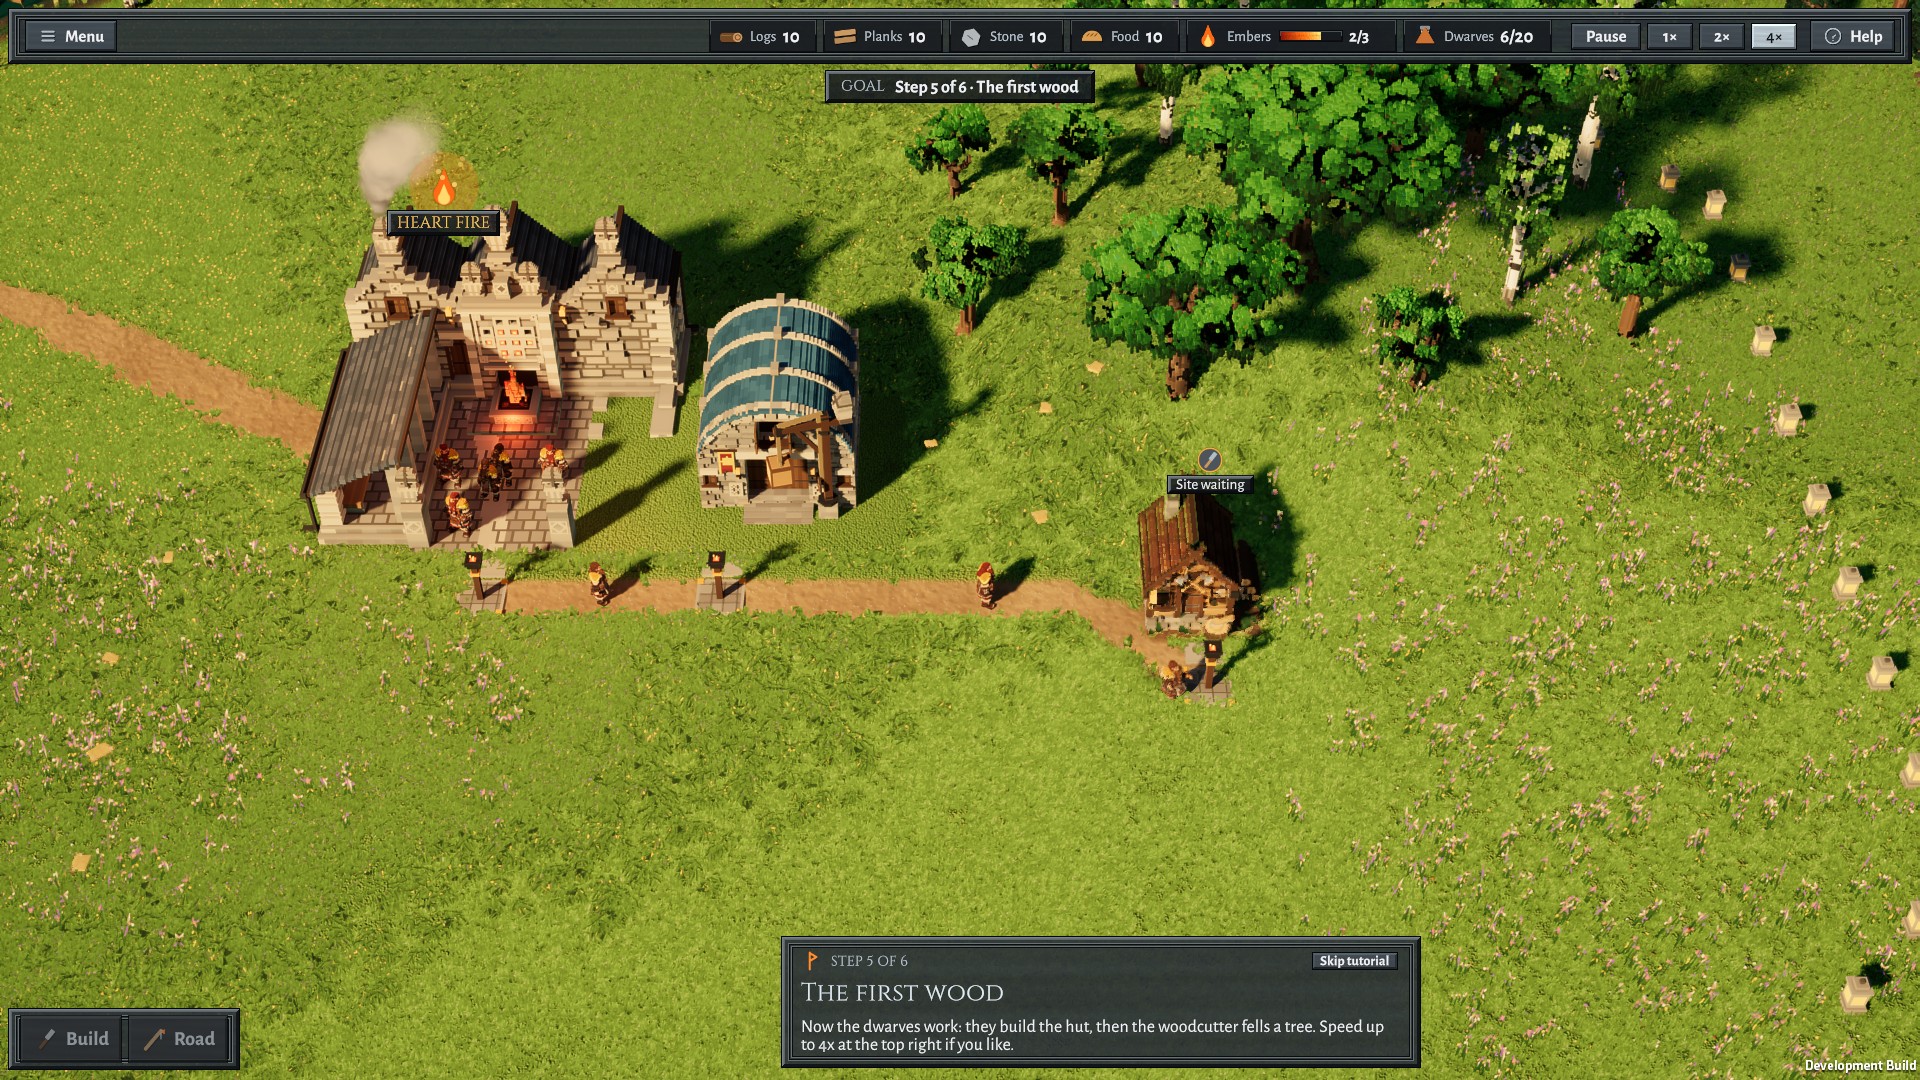 Menu
Logs 10
Planks 10
Stone 10
Food 10
Embers 2/3
Dwarves 6/20
Pause
1×
2×
4×
Help
GOAL Step 5 of 6 · The first wood
HEART FIRE
Site waiting
STEP 5 OF 6
Skip tutorial
THE FIRST WOOD
Now the dwarves work: they build the hut, then the woodcutter fells a tree. Speed up
to 4x at the top right if you like.
Build
Road
Development Build